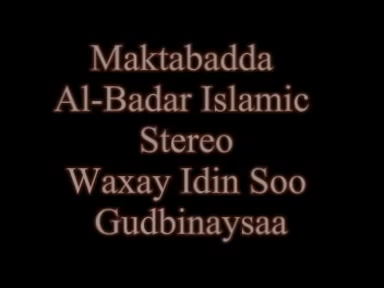 Maktabadda
Al-Badar Islamic
Stereo
Waxay Idin Soo
Gudbinaysaa